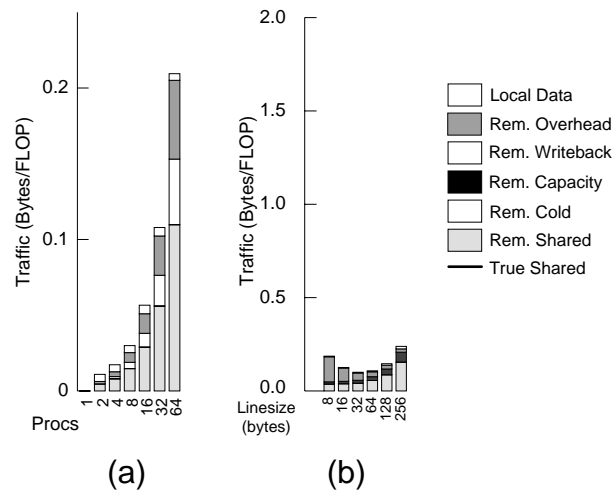 Traffic (Bytes/FLOP)
0.2
0.1
0
1
2
4
8
16
32
64
Procs
(a)
Traffic (Bytes/FLOP)
2.0
1.5
1.0
0.5
0.0
8
16
32
64
128
256
Linesize
(bytes)
(b)
Local Data
Rem. Overhead
Rem. Writeback
Rem. Capacity
Rem. Cold
Rem. Shared
True Shared